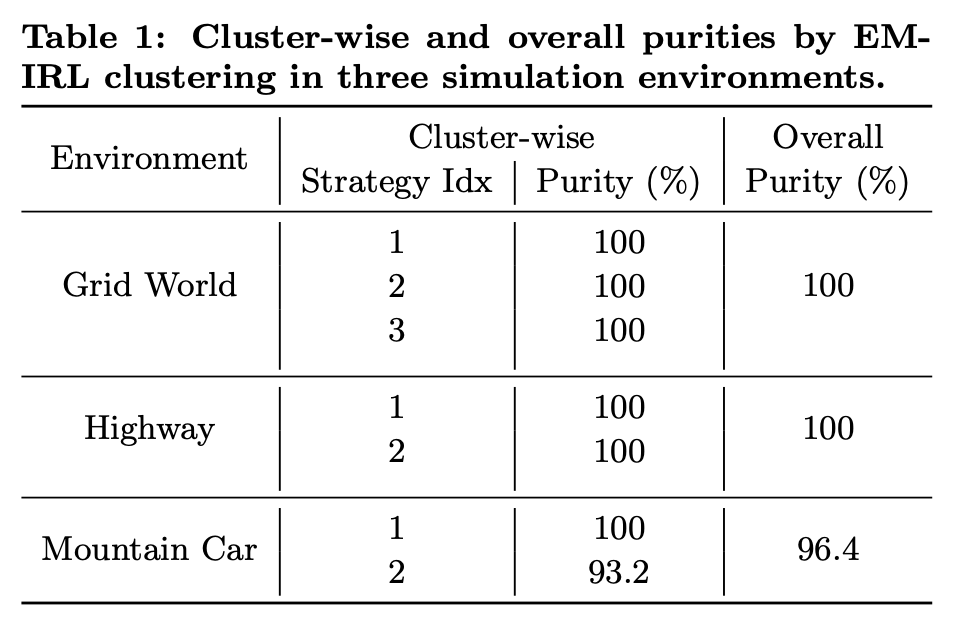 Table 1: Cluster-wise and overall purities by EM-
IRL clustering in three simulation environments.
Environment Cluster-wise Overall
Strategy Idx Purity (%) Purity (%)
1 100
Grid World 2 100 100
3 100
1 100
Highway 100
2 100
1 100
Mountain Car 96.4
2 93.2